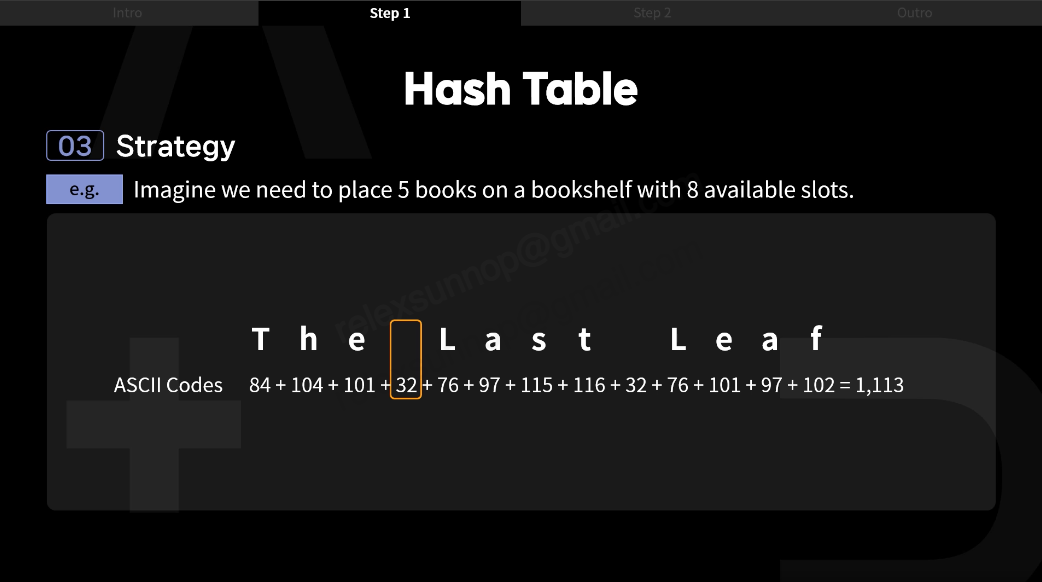 Intro Step 1 Step 2 Outro
Hash Table
03 Strategy
e.g. Imagine we need to place 5 books on a bookshelf with 8 available slots.
T h e L a s t L e a f
ASCII Codes 84 + 104 + 101 + 32 + 76 + 97 + 115 + 116 + 32 + 76 + 101 + 97 + 102 = 1,113